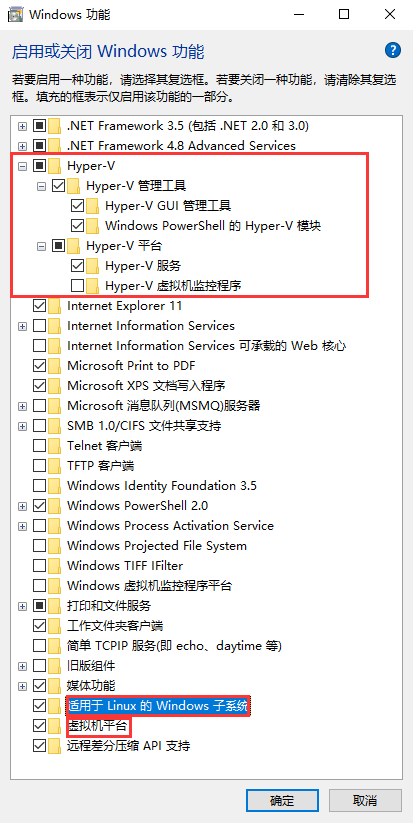 Windows 功能
启用或关闭 Windows 功能
若要启用一种功能，请选择其复选框。若要关闭一种功能，请清除其复选
框。填充的框表示仅启用该功能的一部分。
.NET Framework 3.5 (包括 .NET 2.0 和 3.0)
.NET Framework 4.8 Advanced Services
Hyper-V
Hyper-V 管理工具
Hyper-V GUI 管理工具
Windows PowerShell 的 Hyper-V 模块
Hyper-V 平台
Hyper-V 服务
Hyper-V 虚拟机监控程序
Internet Explorer 11
Internet Information Services
Internet Information Services 可承载的 Web 核心
Microsoft Print to PDF
Microsoft XPS 文档写入程序
Microsoft 消息队列(MSMQ)服务器
SMB 1.0/CIFS 文件共享支持
Telnet 客户端
TFTP 客户端
Windows Identity Foundation 3.5
Windows PowerShell 2.0
Windows Process Activation Service
Windows Projected File System
Windows TIFF IFilter
Windows 虚拟机监控程序平台
打印和文件服务
工作文件夹客户端
简单 TCPIP 服务(即 echo、daytime 等)
旧版组件
媒体功能
适用于 Linux 的 Windows 子系统
虚拟机平台
远程差分压缩 API 支持
确定
取消